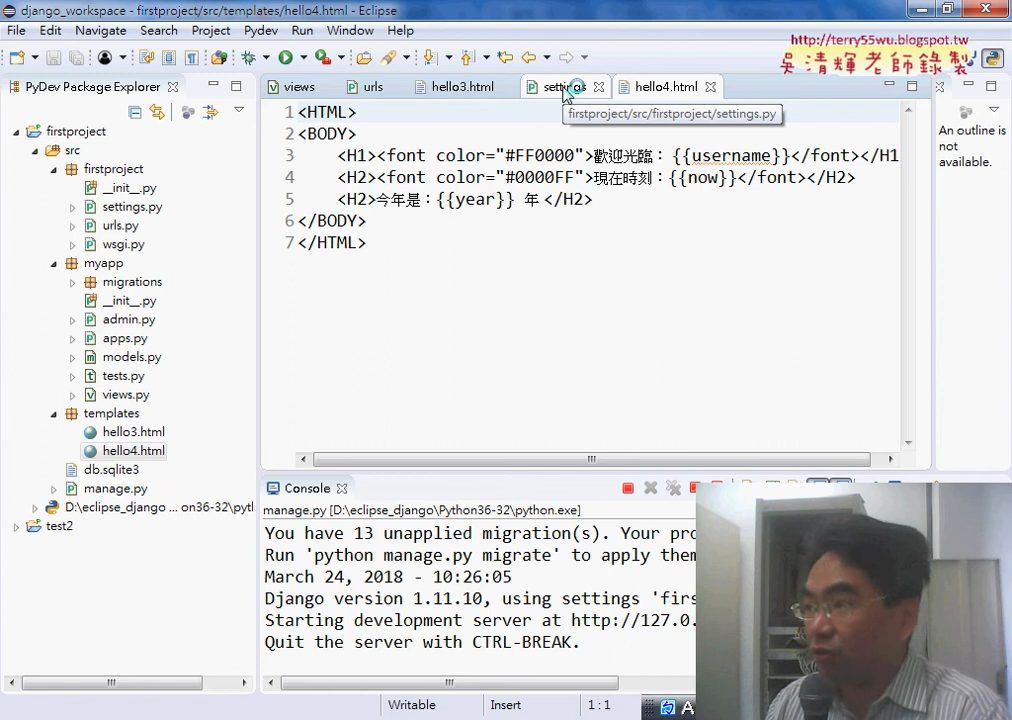 django_workspace - firstproject/src/templates/hello4.html - Eclipse
File Edit Navigate Search Project Pydev Run Window Help
http://terry55wu.blogspot.tw
吳清輝老師錄製
PyDev Package Explorer
views urls hello3.html settings hello4.html
firstproject/src/firstproject/settings.py
firstproject
src
firstproject
__init__.py
settings.py
urls.py
wsgi.py
myapp
migrations
__init__.py
admin.py
apps.py
models.py
tests.py
views.py
templates
hello3.html
hello4.html
db.sqlite3
manage.py
D:\eclipse_django ... on36-32\pytl
test2
1 <HTML>
2 <BODY>
3 <H1><font color="#FF0000">歡迎光臨：{{username}}</font></H1
4 <H2><font color="#0000FF">現在時刻：{{now}}</font></H2>
5 <H2>今年是：{{year}} 年 </H2>
6 </BODY>
7 </HTML>
An outline is
not
available.
Console
manage.py [D:\eclipse_django\Python36-32\python.exe]
You have 13 unapplied migration(s). Your pro
Run 'python manage.py migrate' to apply them
March 24, 2018 - 10:26:05
Django version 1.11.10, using settings 'firs
Starting development server at http://127.0.
Quit the server with CTRL-BREAK.
Writable Insert 1 : 1
A